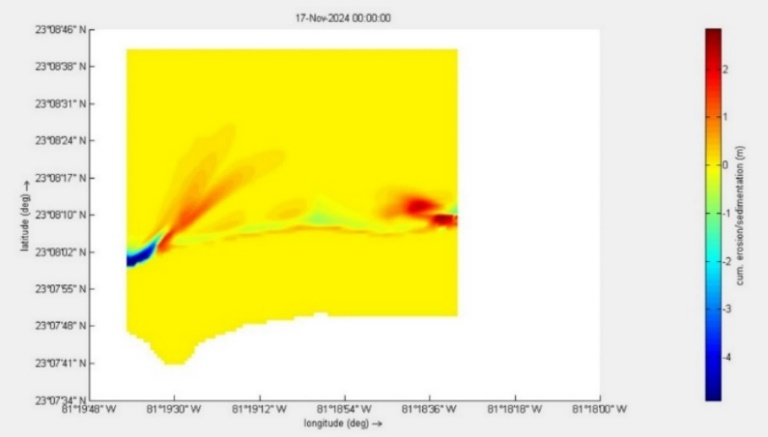 17-Nov-2024 00:00:00
23°08'46" N
23°08'38" N
23°08'31" N
23°08'24" N
23°08'17" N
23°08'10" N
23°08'02" N
23°07'55" N
23°07'48" N
23°07'41" N
23°07'34" N
latitude (deg) →
81°19'48" W
81°19'30" W
81°19'12" W
81°18'54" W
81°18'36" W
81°18'18" W
81°18'00" W
longitude (deg) →
2
1
0
-1
-2
-3
-4
cum. erosion/sedimentation (m)